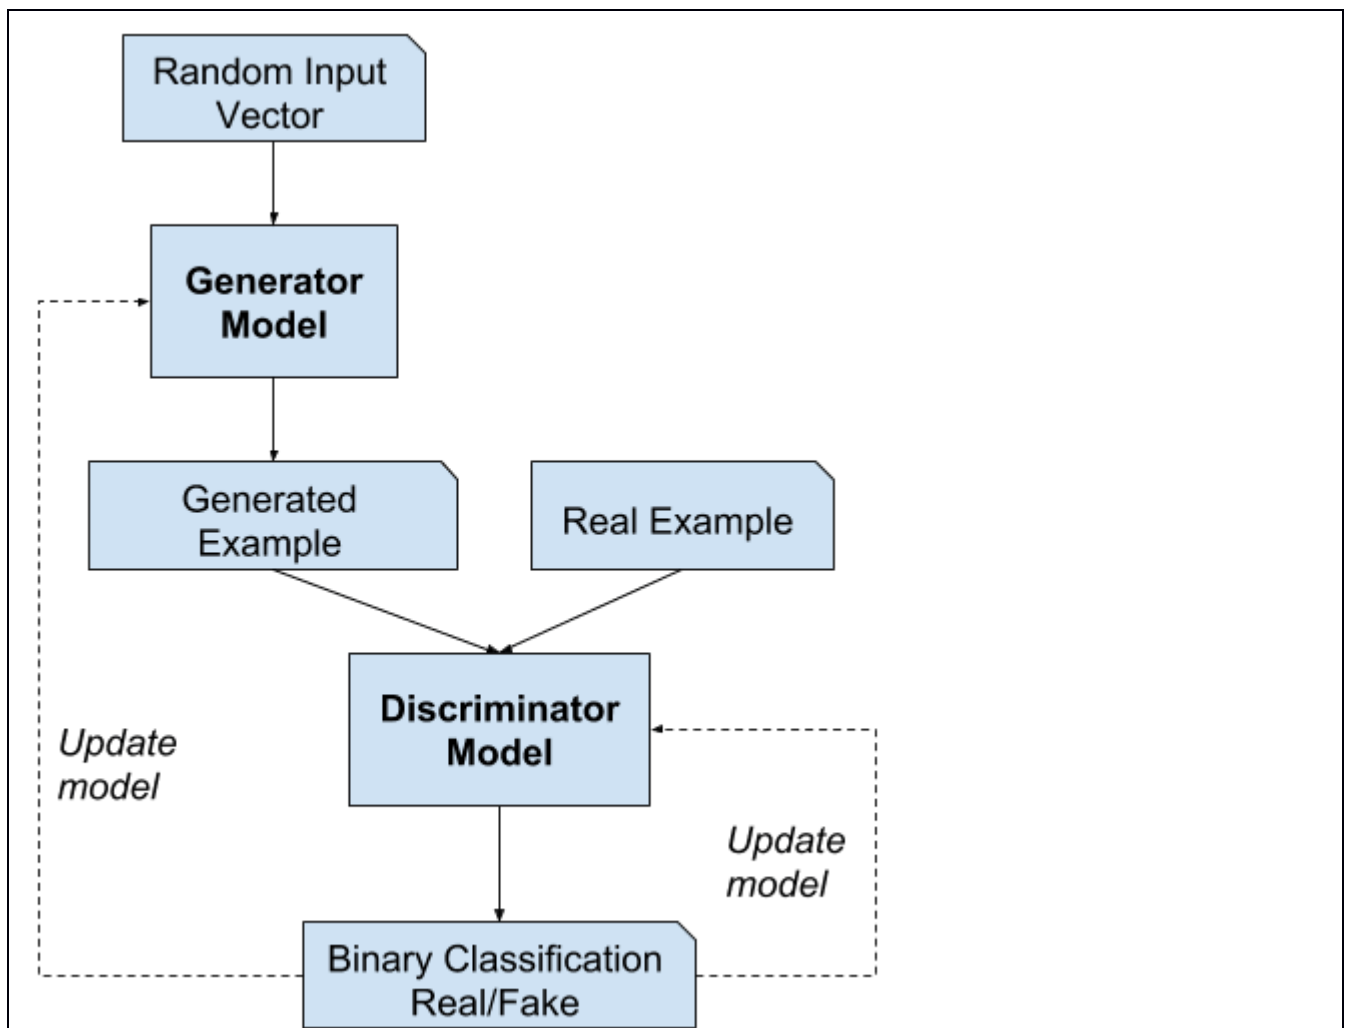 Random Input
Vector
Generator
Model
Generated
Example
Real Example
Discriminator
Model
Update
model
Update
model
Binary Classification
Real/Fake